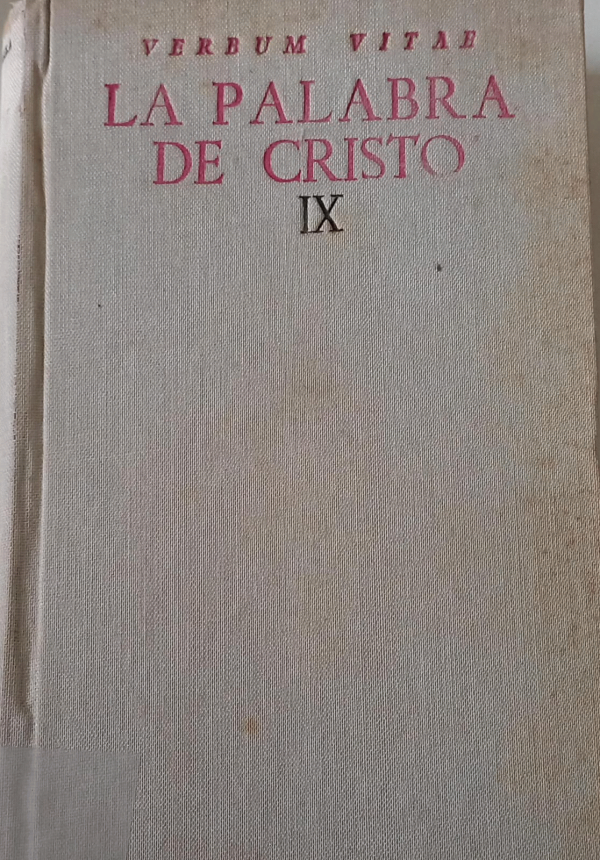 VERBUM VITAE
LA PALABRA
DE CRISTO
IX